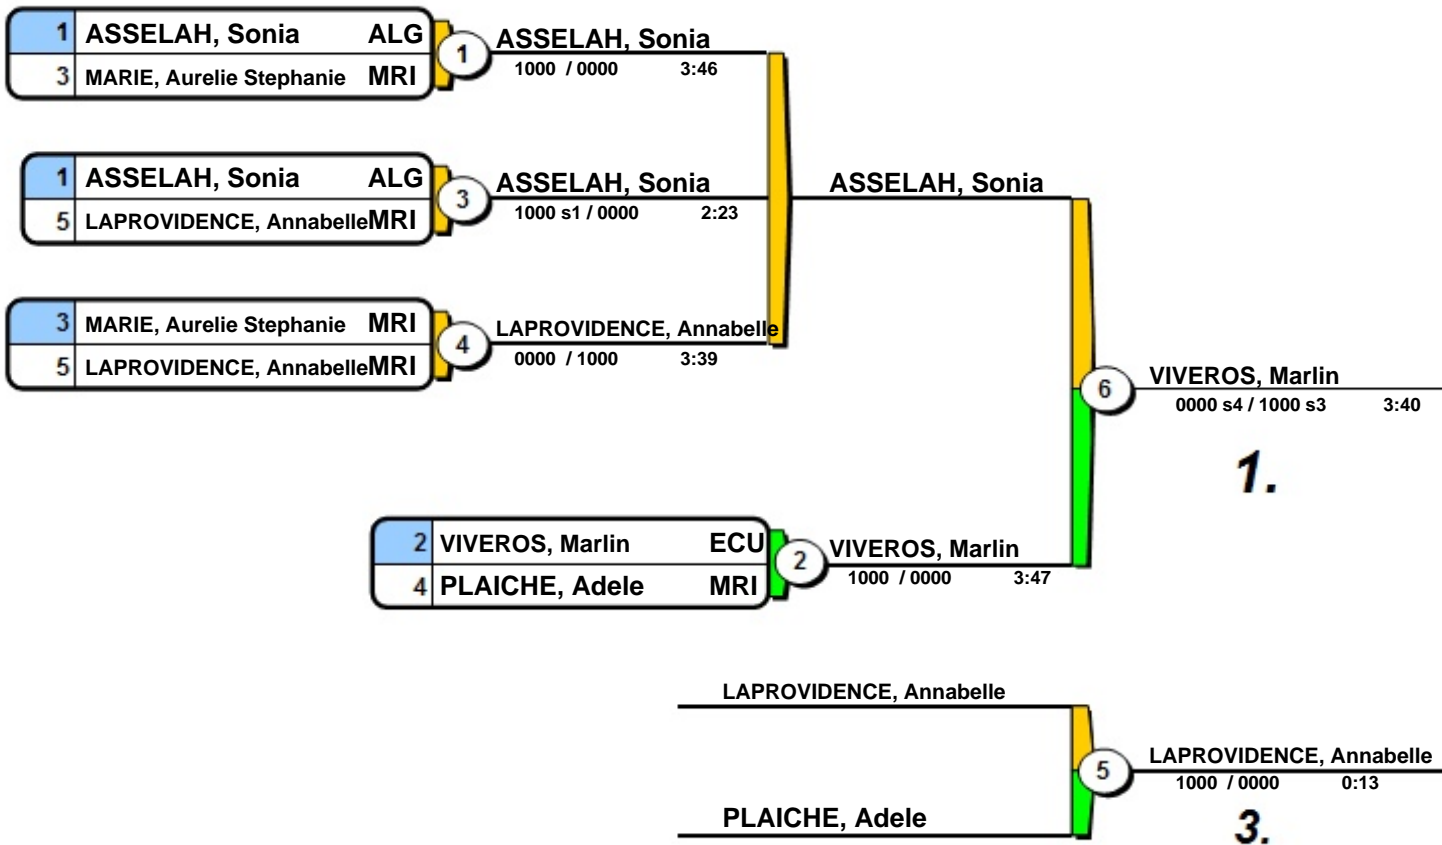 1 ASSELAH, Sonia ALG
3 MARIE, Aurelie Stephanie MRI
1
ASSELAH, Sonia
1000 / 0000 3:46
1 ASSELAH, Sonia ALG
5 LAPROVIDENCE, Annabelle MRI
3
ASSELAH, Sonia
1000 s1 / 0000 2:23
ASSELAH, Sonia
3 MARIE, Aurelie Stephanie MRI
5 LAPROVIDENCE, Annabelle MRI
4
LAPROVIDENCE, Annabelle
0000 / 1000 3:39
6
VIVEROS, Marlin
0000 s4 / 1000 s3 3:40
1.
2 VIVEROS, Marlin ECU
4 PLAICHE, Adele MRI
2
VIVEROS, Marlin
1000 / 0000 3:47
LAPROVIDENCE, Annabelle
5
LAPROVIDENCE, Annabelle
1000 / 0000 0:13
PLAICHE, Adele
3.